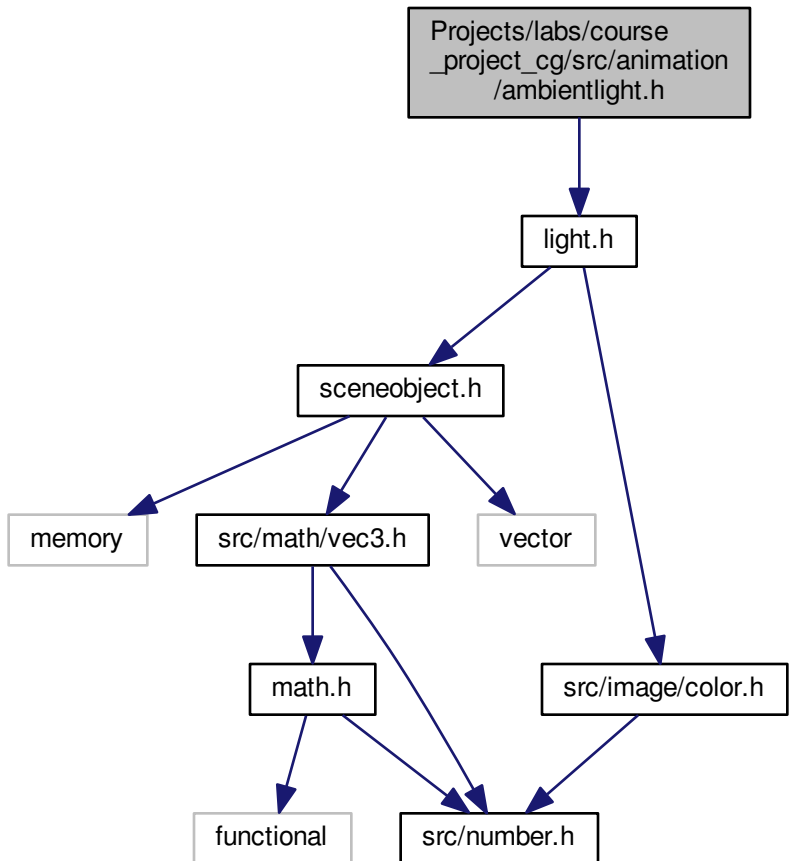 Projects/labs/course
_project_cg/src/animation
/ambientlight.h
light.h
sceneobject.h
memory
src/math/vec3.h
vector
math.h
src/image/color.h
functional
src/number.h